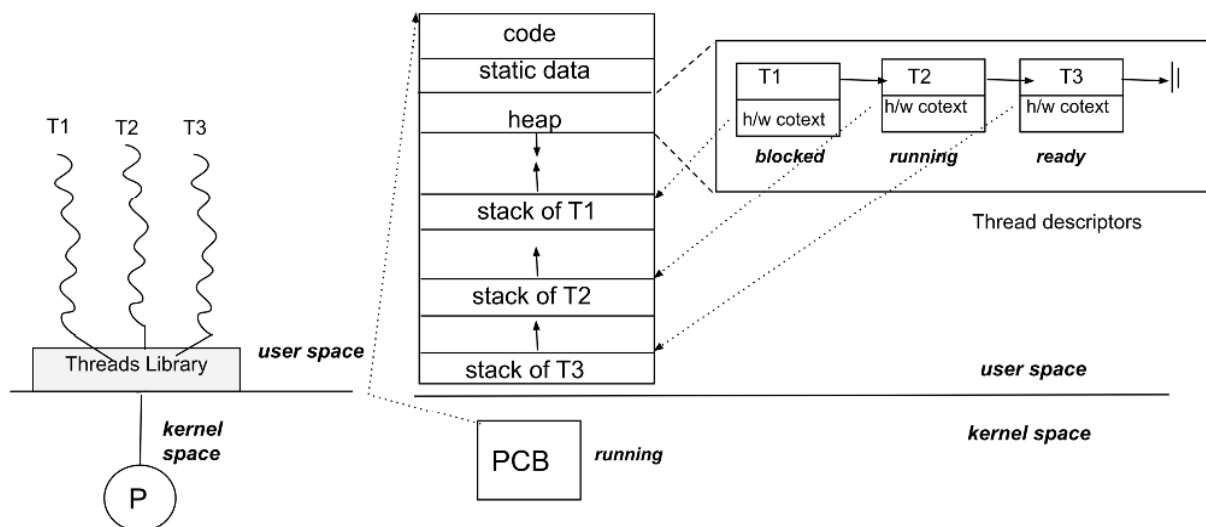 T1
T2
T3
Threads Library
user space
kernel
space
P
code
static data
heap
stack of T1
stack of T2
stack of T3
T1
h/w cotext
blocked
T2
h/w cotext
running
T3
h/w cotext
ready
Thread descriptors
user space
kernel space
PCB
running